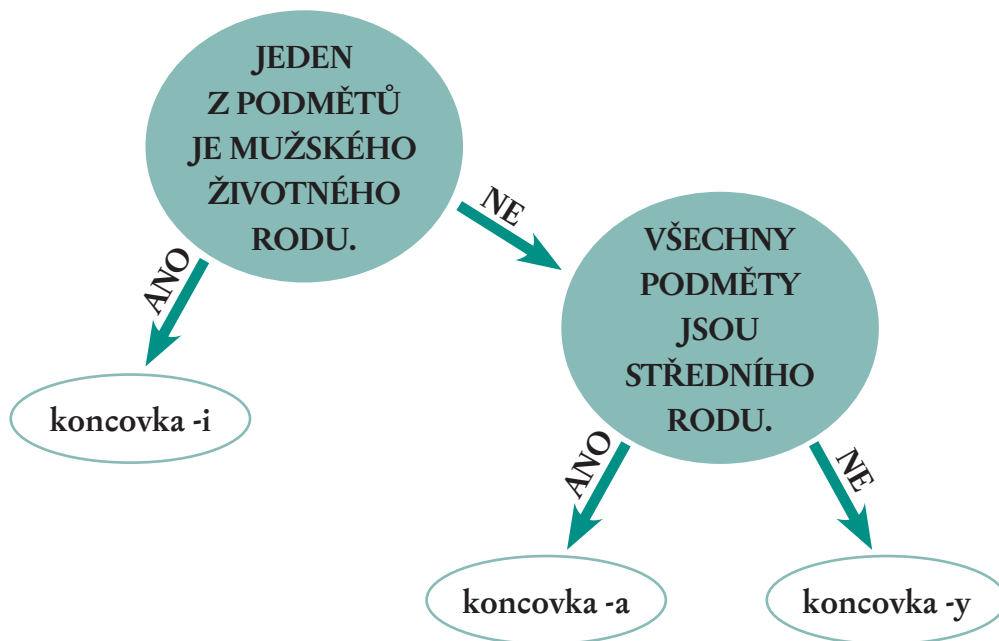 JEDEN
Z PODMĚTŮ
JE MUŽSKÉHO
ŽIVOTNÉHO
RODU.
ANO
NE
koncovka -i
VŠECHNY
PODMĚTY
JSOU
STŘEDNÍHO
RODU.
ANO
NE
koncovka -a
koncovka -y